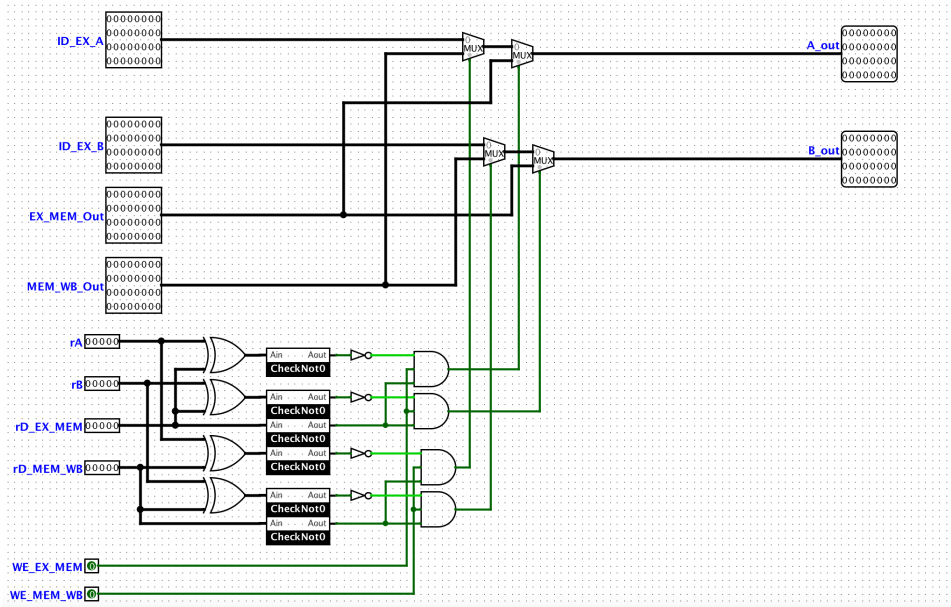 00000000
00000000
00000000
00000000
ID_EX_A
0
MUX
0
MUX
A_out
00000000
00000000
00000000
00000000
00000000
00000000
00000000
00000000
ID_EX_B
0
MUX
0
MUX
B_out
00000000
00000000
00000000
00000000
EX_MEM_Out
00000000
00000000
00000000
00000000
MEM_WB_Out
00000000
00000000
00000000
00000000
rA 00000
Ain Aout
CheckNot0
rB 00000
Ain Aout
CheckNot0
rD_EX_MEM 00000
Ain Aout
CheckNot0
Ain Aout
CheckNot0
rD_MEM_WB 00000
Ain Aout
CheckNot0
Ain Aout
CheckNot0
WE_EX_MEM 0
WE_MEM_WB 0